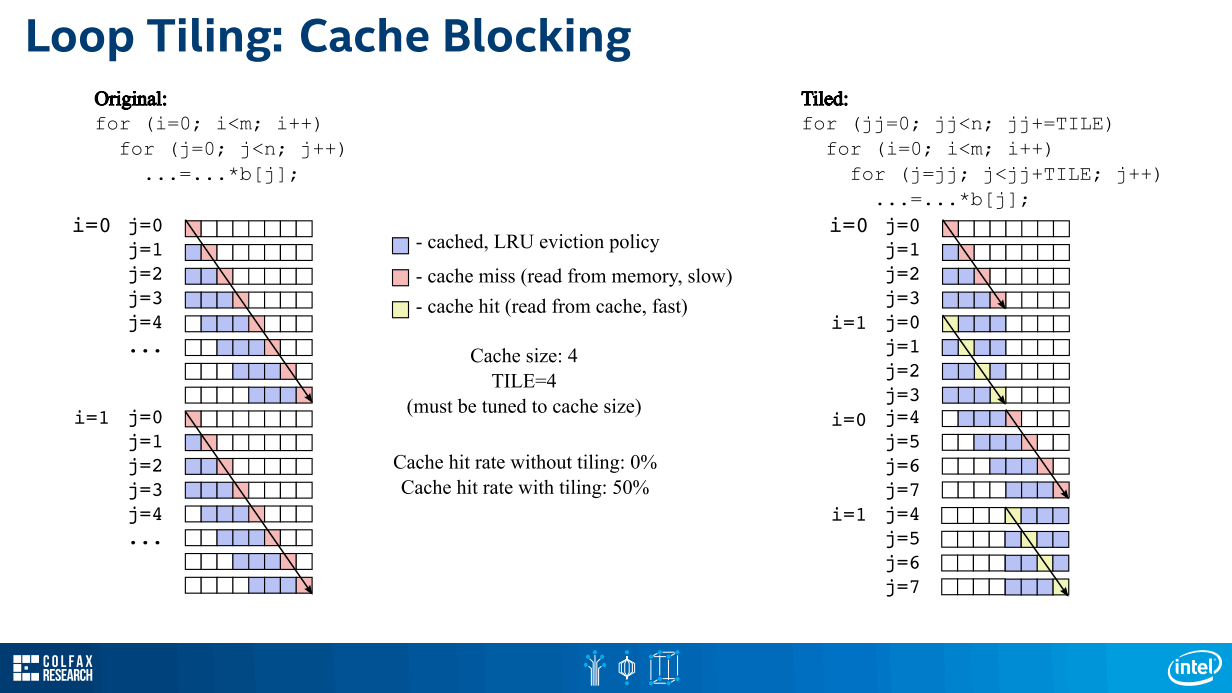 Loop Tiling: Cache Blocking
Original:
for (i=0; i<m; i++)
for (j=0; j<n; j++)
...=...*b[j];
i=0 j=0
j=1
j=2
j=3
j=4
...
i=1 j=0
j=1
j=2
j=3
j=4
...
- cached, LRU eviction policy
- cache miss (read from memory, slow)
- cache hit (read from cache, fast)
Cache size: 4
TILE=4
(must be tuned to cache size)
Cache hit rate without tiling: 0%
Cache hit rate with tiling: 50%
Tiled:
for (jj=0; jj<n; jj+=TILE)
for (i=0; i<m; i++)
for (j=jj; j<jj+TILE; j++)
...=...*b[j];
i=0 j=0
j=1
j=2
j=3
i=1 j=0
j=1
j=2
j=3
i=0 j=4
j=5
j=6
j=7
i=1 j=4
j=5
j=6
j=7
COLFAX
RESEARCH
intel